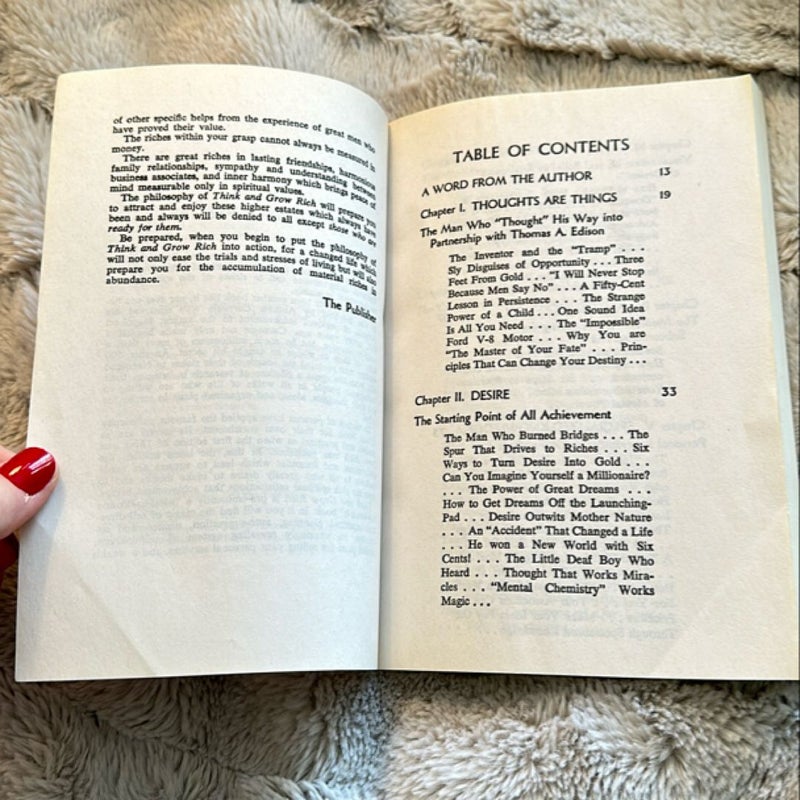 of other specific helps from the experience of great men who
have proved their value.
The riches within your grasp cannot always be measured in
money.
There are great riches in lasting friendships, harmonious
family relationships, sympathy and understanding between
business associates, and inner harmony which brings peace of
mind measurable only in spiritual values.
The philosophy of Think and Grow Rich will prepare you
to attract and enjoy these higher estates which always have
been and always will be denied to all except those who are
ready for them.
Be prepared, when you begin to put the philosophy of
Think and Grow Rich into action, for a changed life which
will not only ease the trials and stresses of living but will also
prepare you for the accumulation of material riches in
abundance.
The Publisher
TABLE OF CONTENTS
A WORD FROM THE AUTHOR 13
Chapter I. THOUGHTS ARE THINGS 19
The Man Who "Thought" His Way into
Partnership with Thomas A. Edison
The Inventor and the "Tramp" . . .
Sly Disguises of Opportunity . . . Three
Feet From Gold . . . "I Will Never Stop
Because Men Say No" . . . A Fifty-Cent
Lesson in Persistence . . . The Strange
Power of a Child . . . One Sound Idea
Is All You Need . . . The "Impossible"
Ford V-8 Motor . . . Why You are
"The Master of Your Fate" . . . Prin-
ciples That Can Change Your Destiny . . .
Chapter II. DESIRE 33
The Starting Point of All Achievement
The Man Who Burned Bridges . . . The
Spur That Drives to Riches . . . Six
Ways to Turn Desire Into Gold . . .
Can You Imagine Yourself a Millionaire?
. . . The Power of Great Dreams . . .
How to Get Dreams Off the Launching-
Pad . . . Desire Outwits Mother Nature
. . . An "Accident" That Changed a Life
. . . He won a New World with Six
Cents! . . . The Little Deaf Boy Who
Heard . . . Thought That Works Mira-
cles . . . "Mental Chemistry" Works
Magic . . .